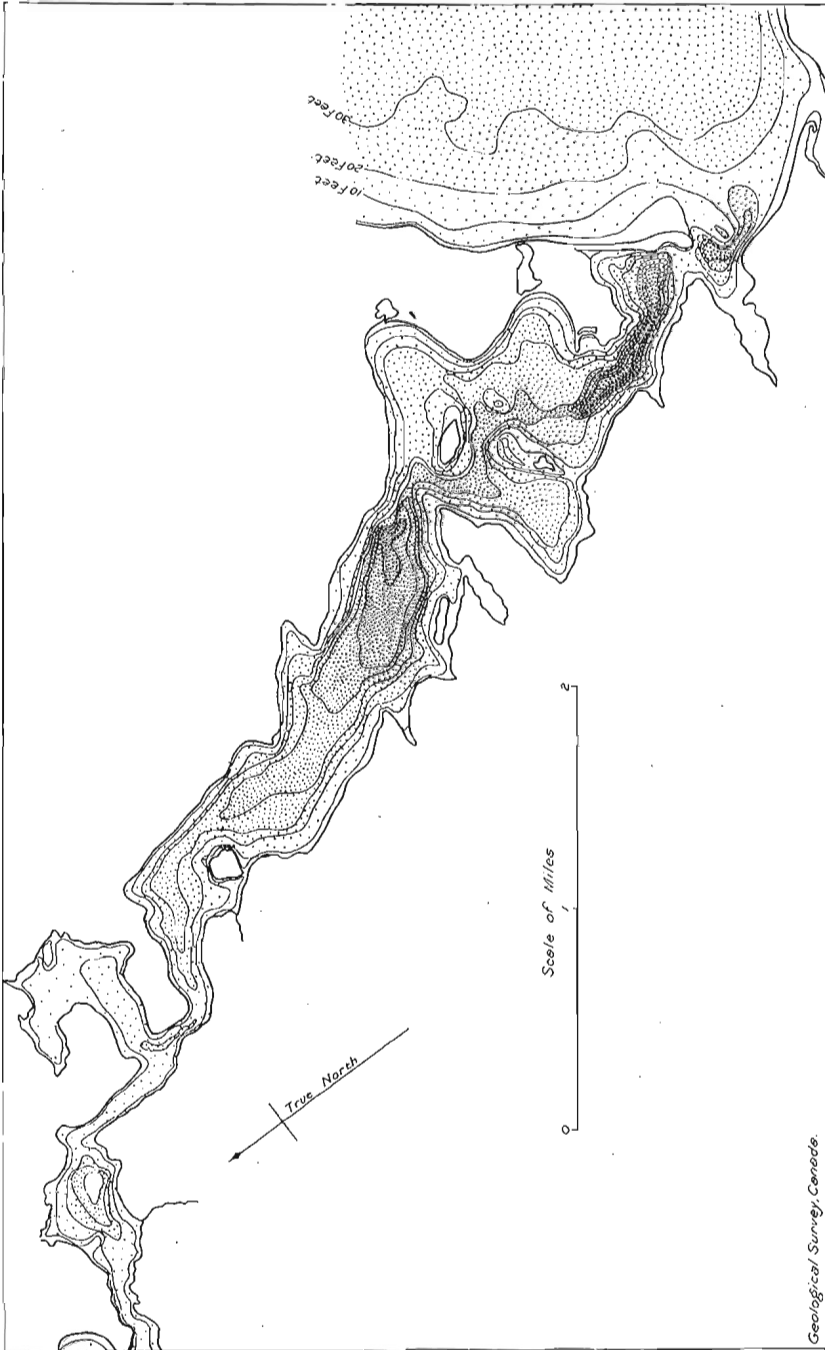 30 Feet
20 Feet.
10 Feet
Scale of Miles
0 1 2
True North
Geological Survey, Canada.